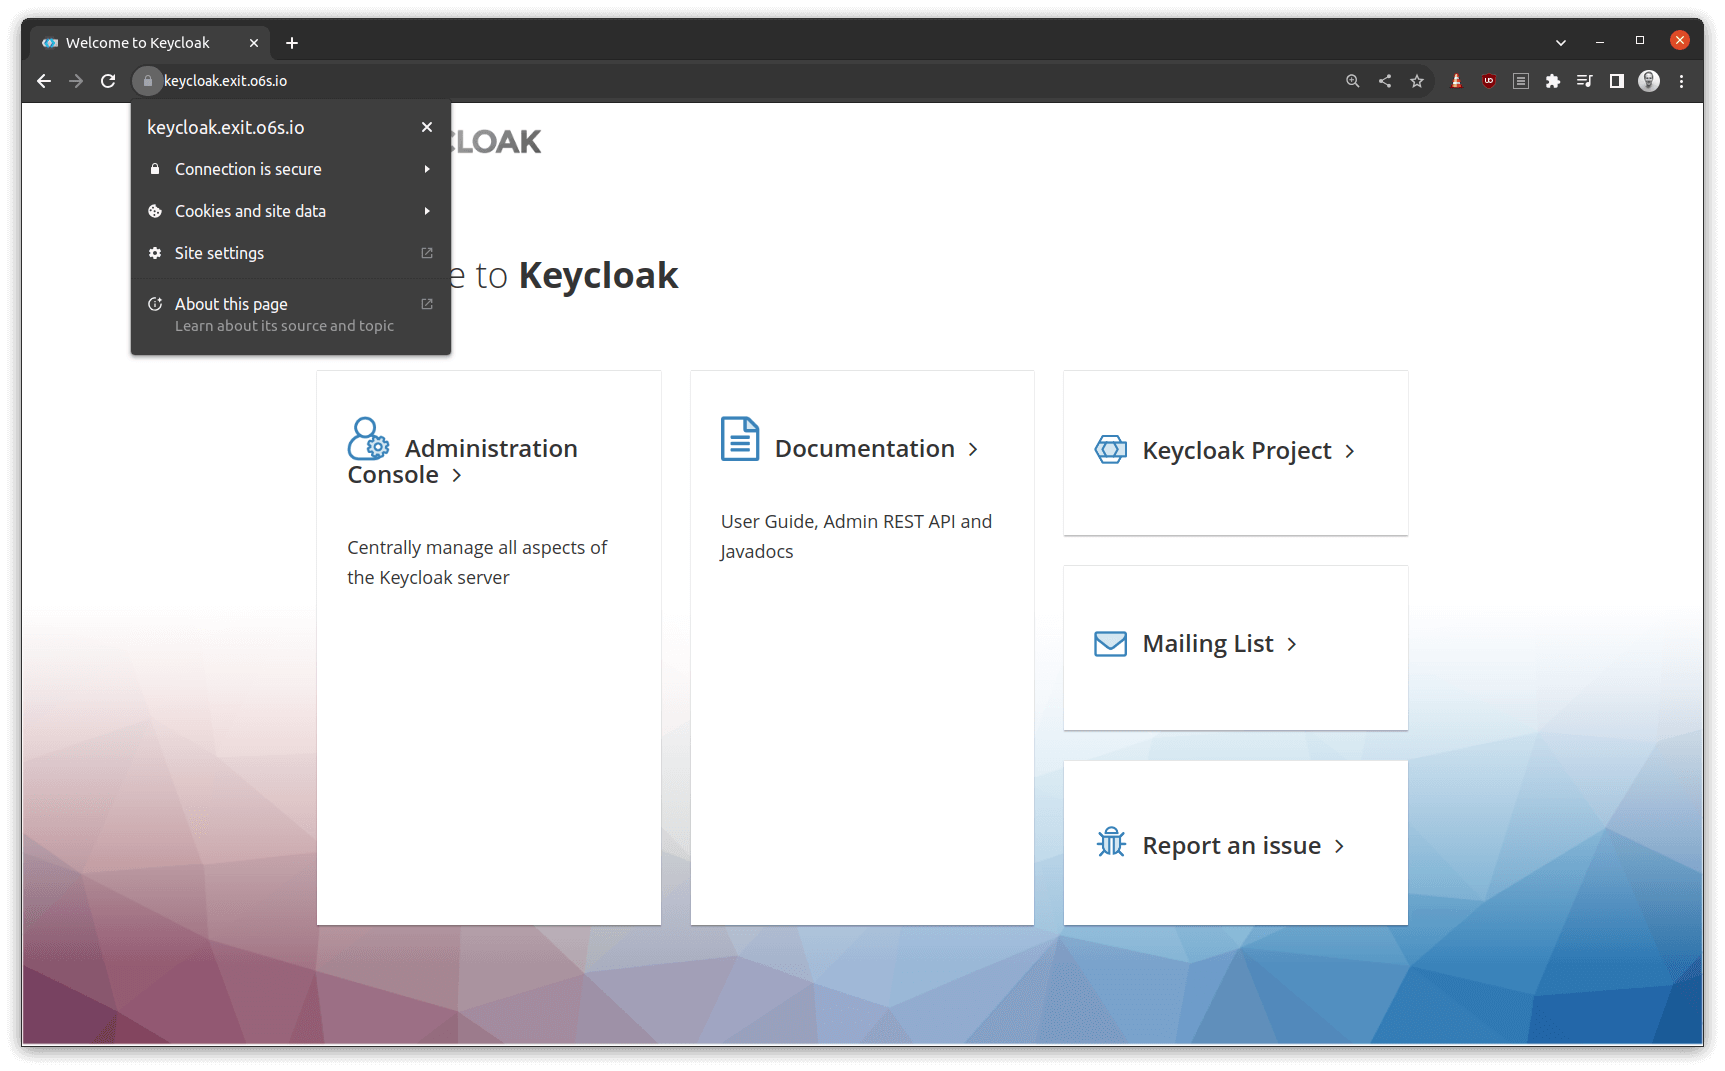 Welcome to Keycloak
keycloak.exit.o6s.io
keycloak.exit.o6s.io
Connection is secure
Cookies and site data
Site settings
About this page
Learn about its source and topic
CLOAK
e to Keycloak
Administration
Console
Centrally manage all aspects of
the Keycloak server
Documentation
User Guide, Admin REST API and
Javadocs
Keycloak Project
Mailing List
Report an issue